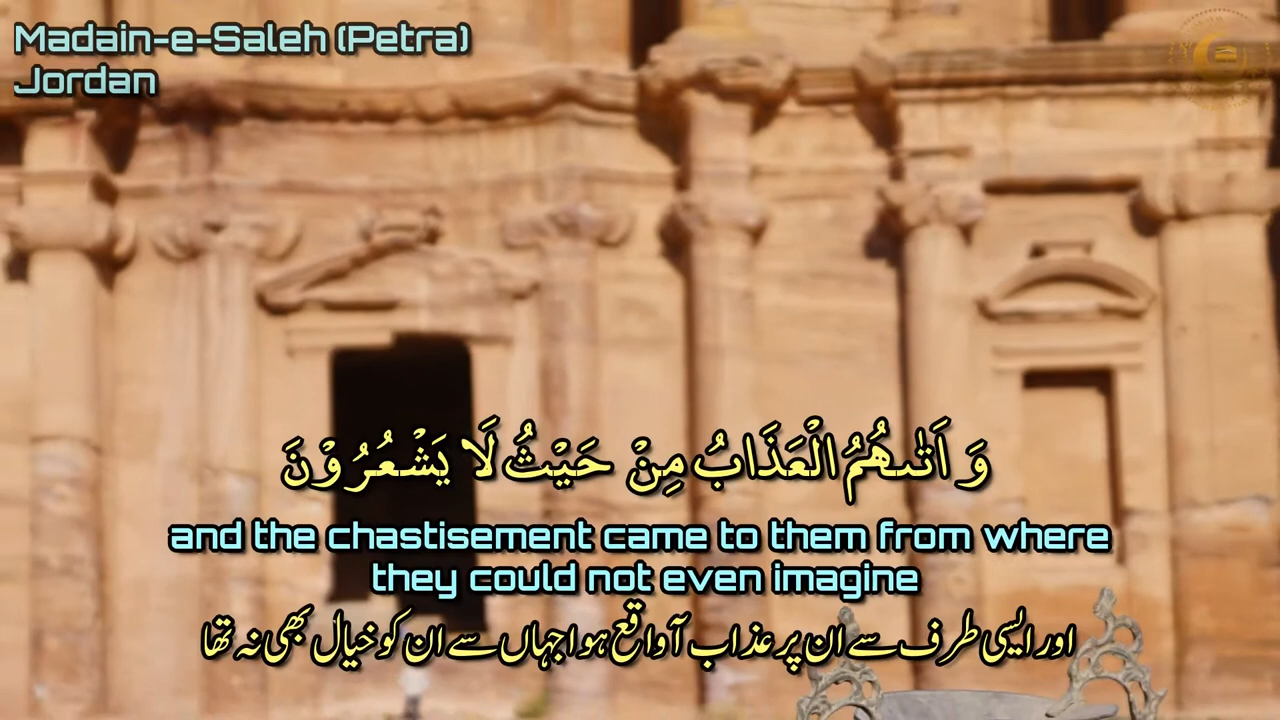 Madain-e-Saleh (Petra)
Jordan
وَ اَتٰىهُمُ الْعَذَابُ مِنْ حَيْثُ لَا يَشْعُرُوْنَ
and the chastisement came to them from where
they could not even imagine
اور ایسی طرف سے ان پر عذاب آ واقع ہوا جہاں سے ان کو خیال بھی نہ تھا